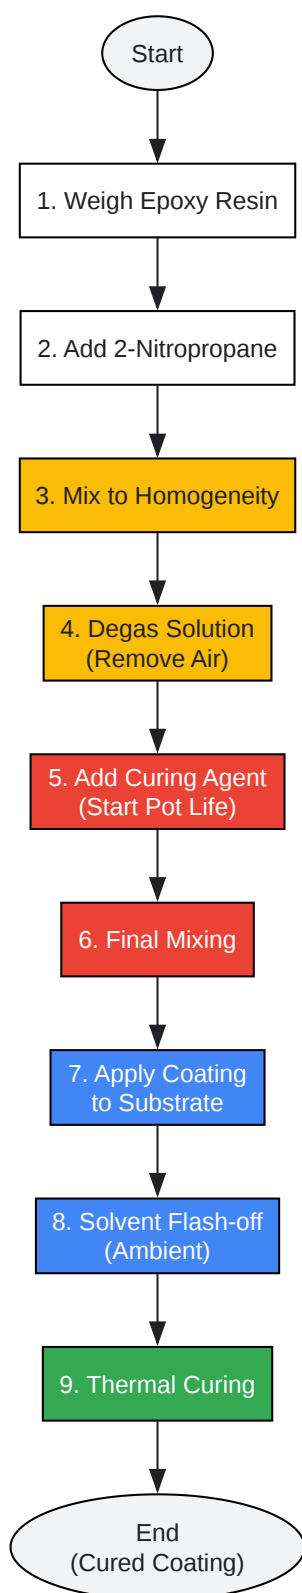 Start
1. Weigh Epoxy Resin
2. Add 2-Nitropropane
3. Mix to Homogeneity
4. Degas Solution
(Remove Air)
5. Add Curing Agent
(Start Pot Life)
6. Final Mixing
7. Apply Coating
to Substrate
8. Solvent Flash-off
(Ambient)
9. Thermal Curing
End
(Cured Coating)